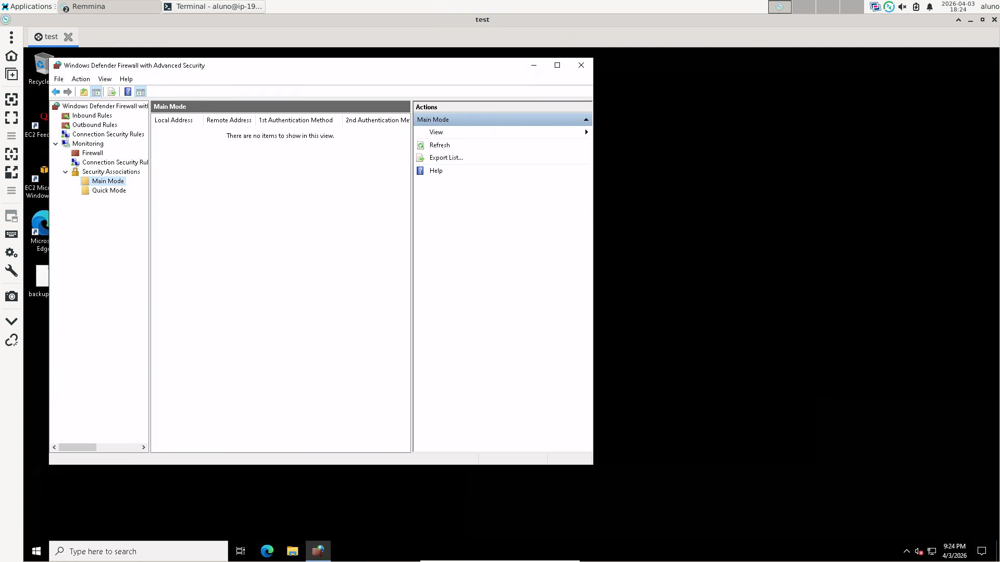 Applications
Remmina
Terminal - aluno@ip-19...
2026-04-03
18:24
aluno
test
test
Recycle
EC2 Feed
EC2 Micr
Window
Micros
Edge
backup
Windows Defender Firewall with Advanced Security
File Action View Help
Windows Defender Firewall with
Inbound Rules
Outbound Rules
Connection Security Rules
Monitoring
Firewall
Connection Security Rul
Security Associations
Main Mode
Quick Mode
Main Mode
Local Address Remote Address 1st Authentication Method 2nd Authentication Me
There are no items to show in this view.
Actions
Main Mode
View
Refresh
Export List...
Help
Type here to search
9:24 PM
4/3/2026